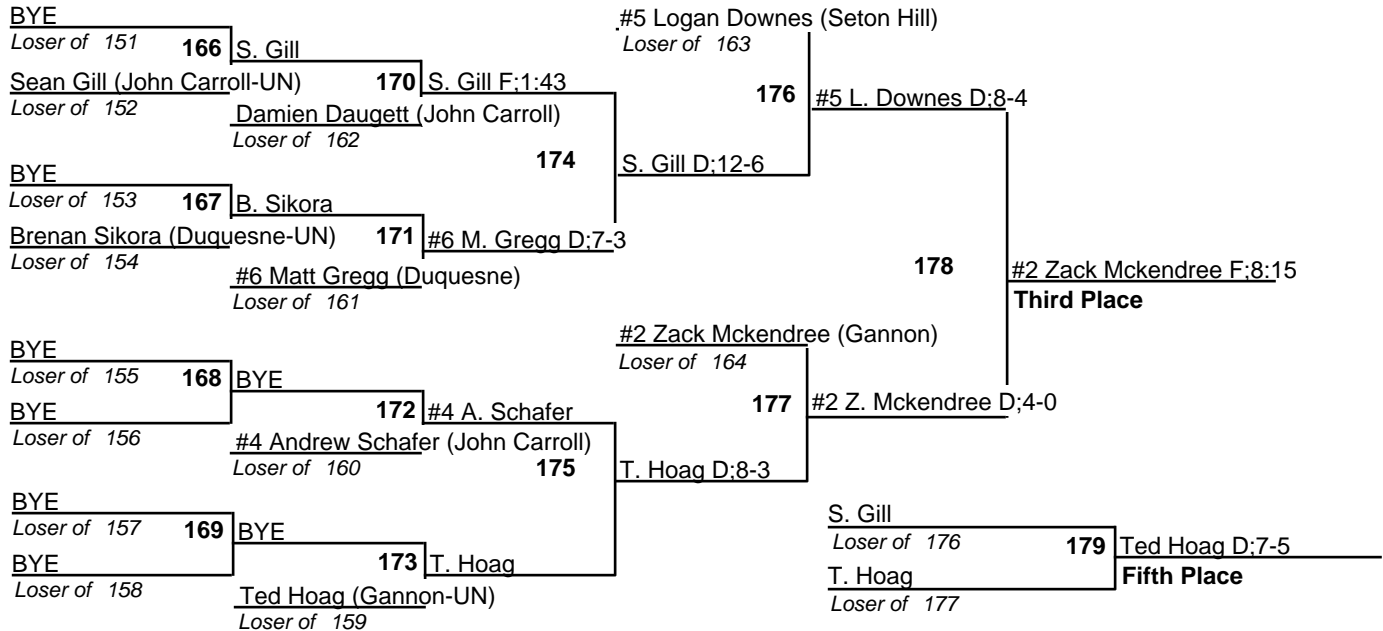 BYE
Loser of 151
166
S. Gill
Sean Gill (John Carroll-UN)
Loser of 152
170
S. Gill F;1:43
Damien Daugett (John Carroll)
Loser of 162
174
BYE
Loser of 153
167
B. Sikora
Brenan Sikora (Duquesne-UN)
Loser of 154
171
#6 M. Gregg D;7-3
#6 Matt Gregg (Duquesne)
Loser of 161
BYE
Loser of 155
168
BYE
BYE
Loser of 156
172
#4 A. Schafer
#4 Andrew Schafer (John Carroll)
Loser of 160
175
BYE
Loser of 157
169
BYE
BYE
Loser of 158
173
T. Hoag
Ted Hoag (Gannon-UN)
Loser of 159
#5 Logan Downes (Seton Hill)
Loser of 163
176
#5 L. Downes D;8-4
S. Gill D;12-6
178
#2 Zack Mckendree F;8:15
Third Place
#2 Zack Mckendree (Gannon)
Loser of 164
177
#2 Z. Mckendree D;4-0
T. Hoag D;8-3
S. Gill
Loser of 176
179
Ted Hoag D;7-5
Fifth Place
T. Hoag
Loser of 177